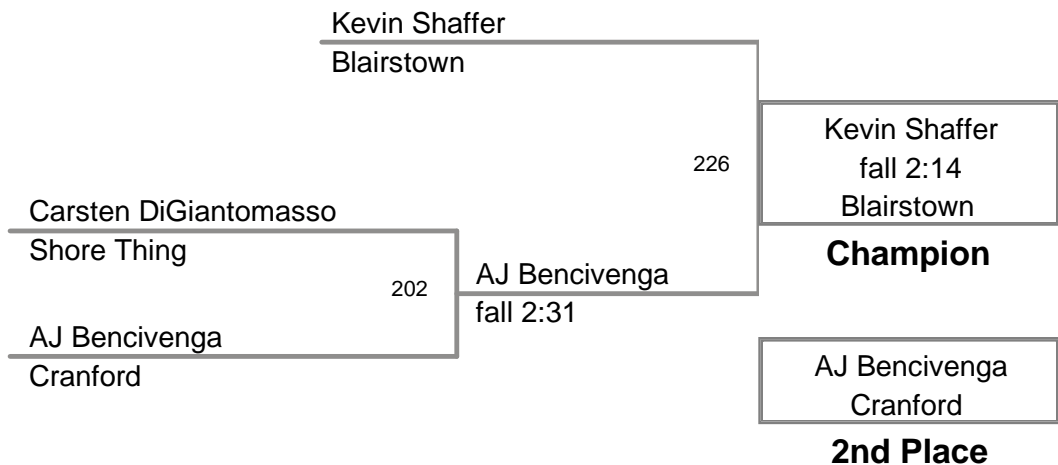 Kevin Shaffer
Blairstown
226
Kevin Shaffer
fall 2:14
Blairstown
Champion
Carsten DiGiantomasso
Shore Thing
202
AJ Bencivenga
fall 2:31
AJ Bencivenga
Cranford
AJ Bencivenga
Cranford
2nd Place